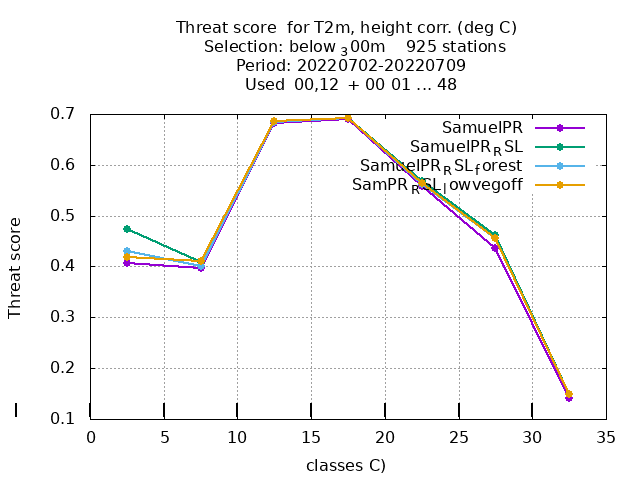 Threat score  for T2m, height corr. (deg C)
Selection: below 300m    925 stations
Period: 20220702-20220709
Used  00,12  + 00 01 ... 48
SamuelPR
SamuelPR_RSL
SamuelPR_RSL_forest
SamPR_RSL_lowvegoff
Threat score
0.7
0.6
0.5
0.4
0.3
0.2
0.1
0 5 10 15 20 25 30 35
classes C)